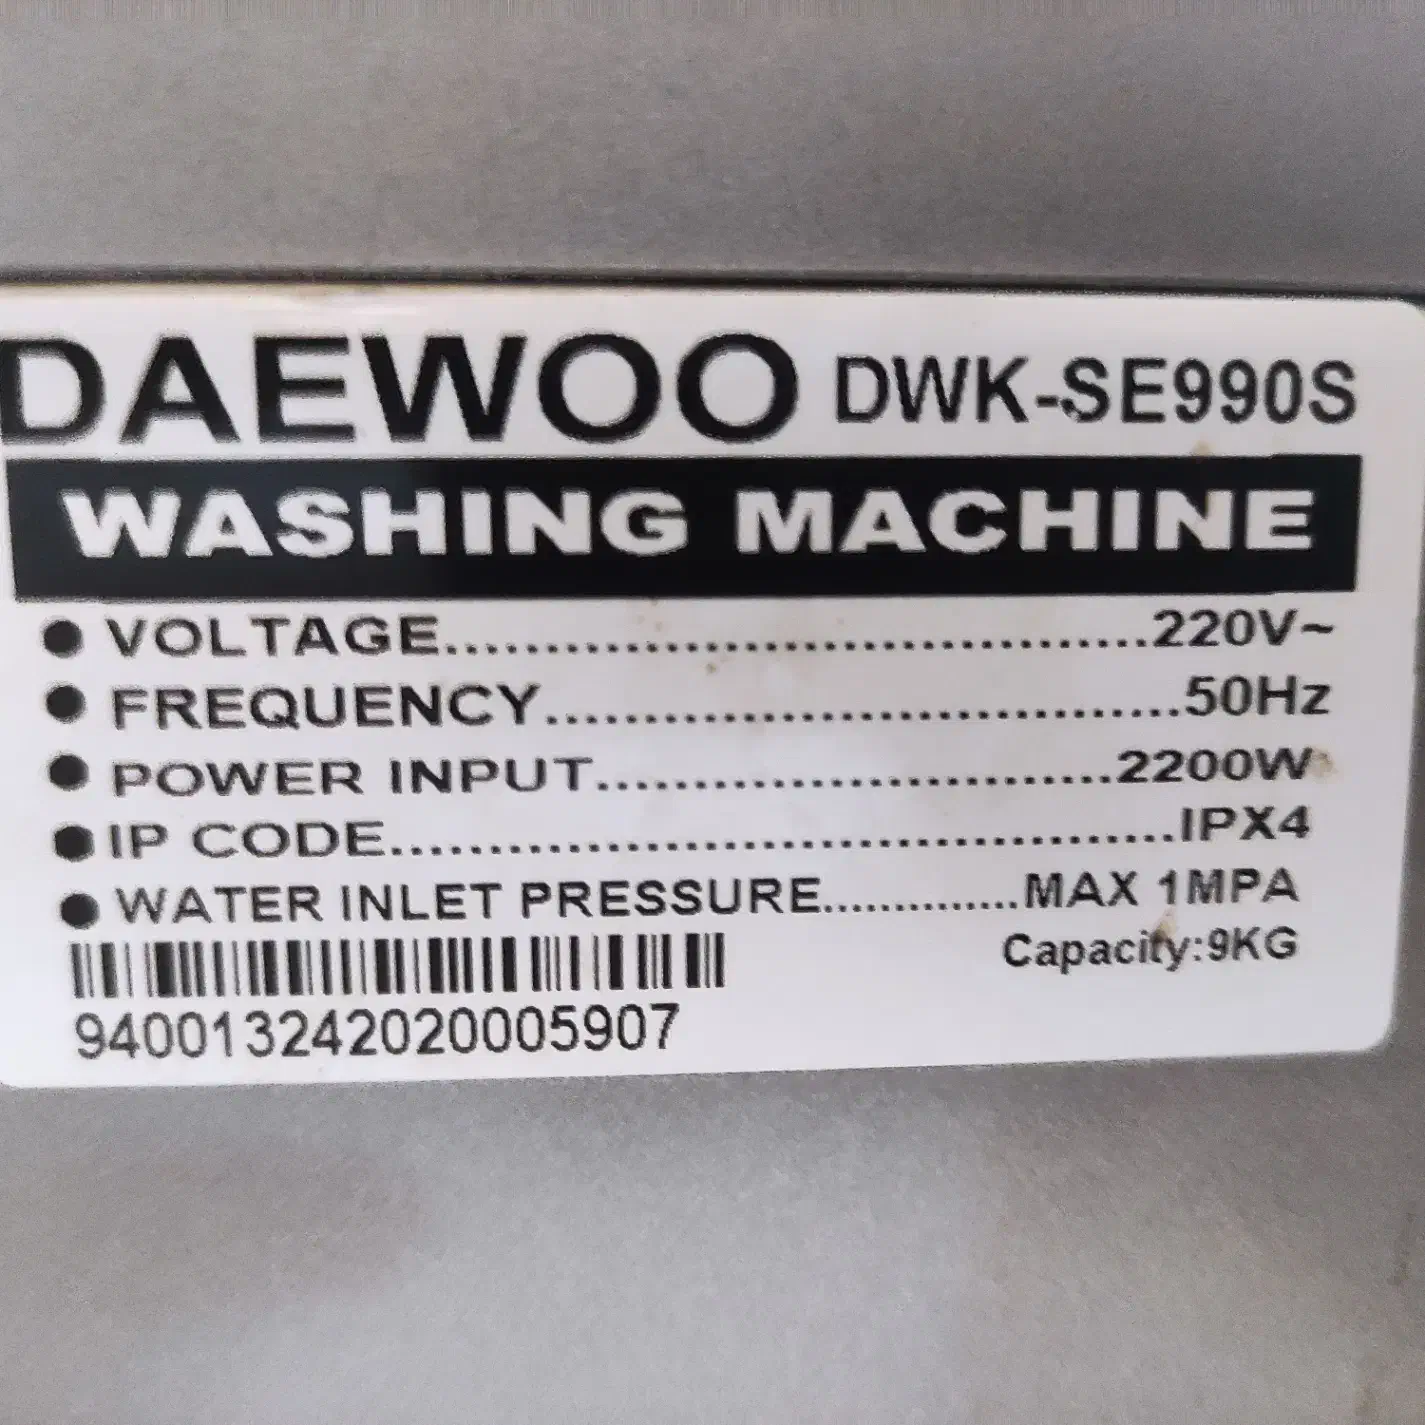 DAEWOO DWK-SE990S
WASHING MACHINE
● VOLTAGE................................................220V~
● FREQUENCY............................................50Hz
● POWER INPUT....................................2200W
● IP CODE....................................................IPX4
● WATER INLET PRESSURE..............MAX 1MPA
Capacity:9KG
940013242020005907